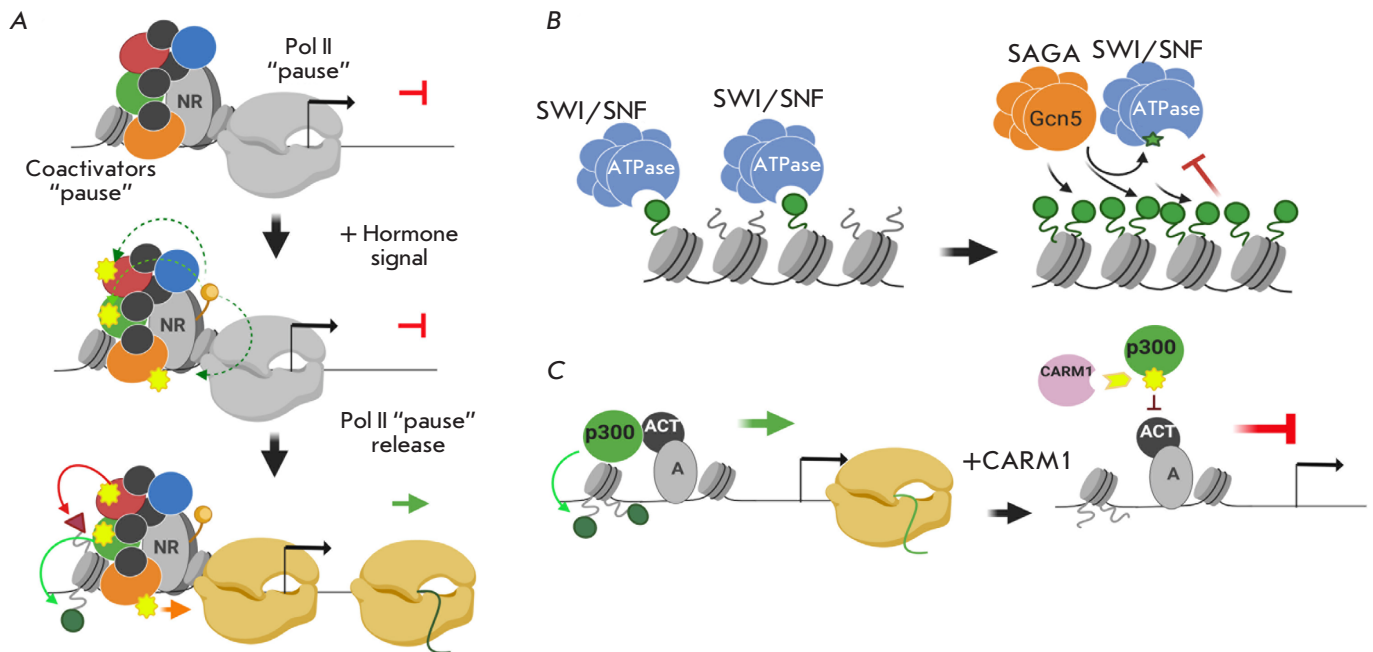 A
Pol II
“pause”
NR
Coactivators
“pause”
+ Hormone
signal
NR
Pol II “pause”
release
NR
B
SWI/SNF
ATPase
SWI/SNF
ATPase
SAGA
Gcn5
SWI/SNF
ATPase
C
p300
ACT
A
+CARM1
CARM1
p300
ACT
A